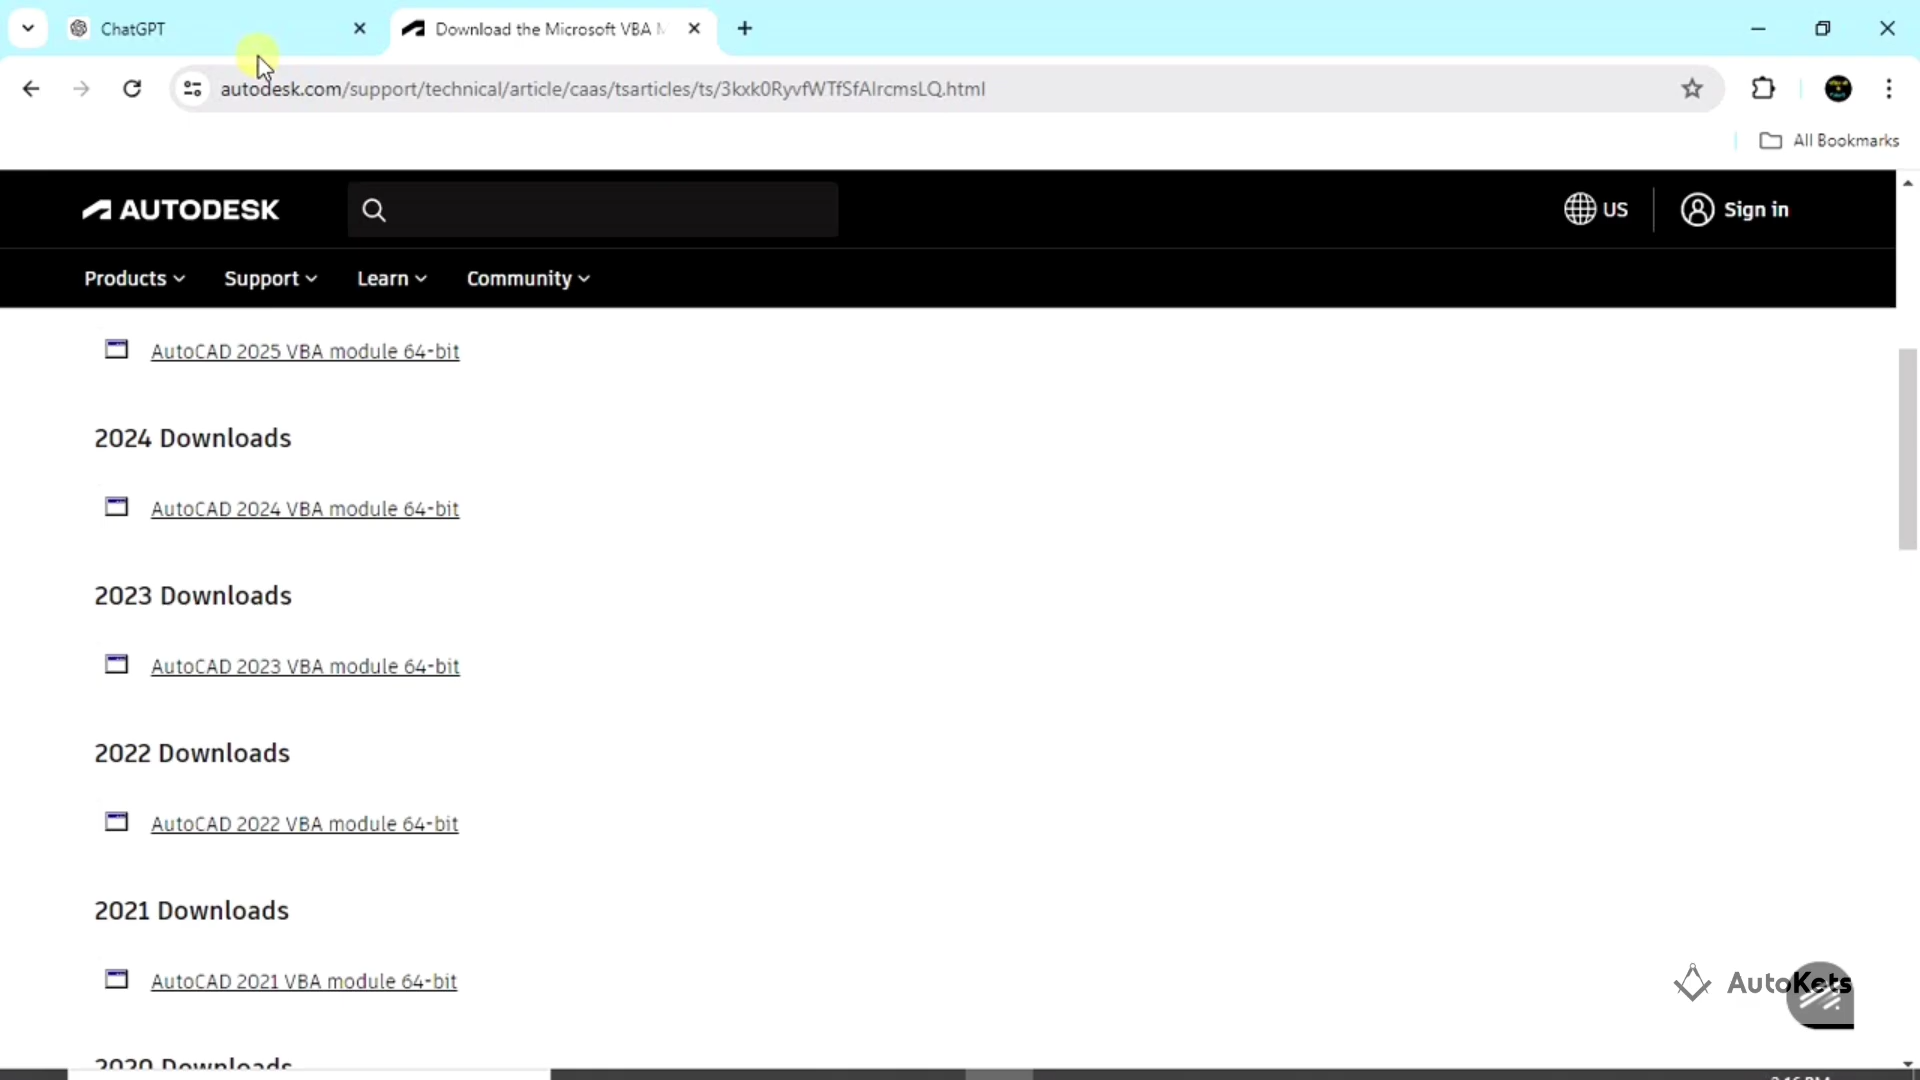 ChatGPT
Download the Microsoft VBA M
autodesk.com/support/technical/article/caas/tsarticles/ts/3kxk0RyvfWTfSfAIrcmsLQ.html
All Bookmarks
AUTODESK
US
Sign in
Products
Support
Learn
Community
AutoCAD 2025 VBA module 64-bit
2024 Downloads
AutoCAD 2024 VBA module 64-bit
2023 Downloads
AutoCAD 2023 VBA module 64-bit
2022 Downloads
AutoCAD 2022 VBA module 64-bit
2021 Downloads
AutoCAD 2021 VBA module 64-bit
AutoKets
2020 Downloads